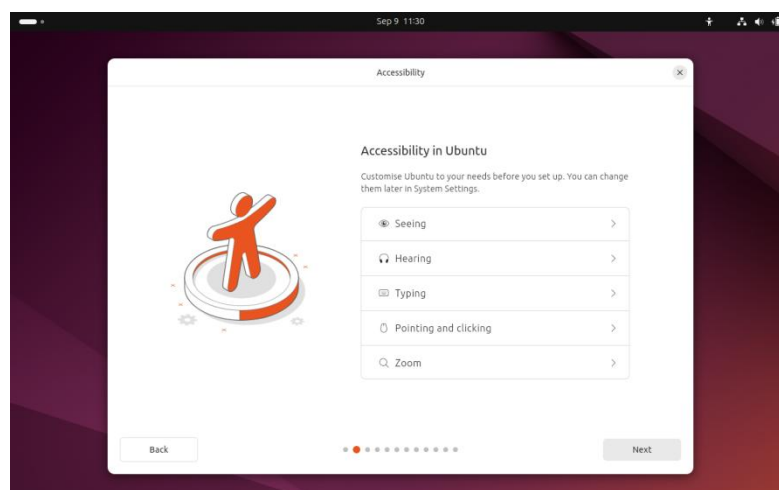 Sep 9 11:30
Accessibility
Accessibility in Ubuntu
Customise Ubuntu to your needs before you set up. You can change
them later in System Settings.
Seeing
Hearing
Typing
Pointing and clicking
Zoom
Back
Next